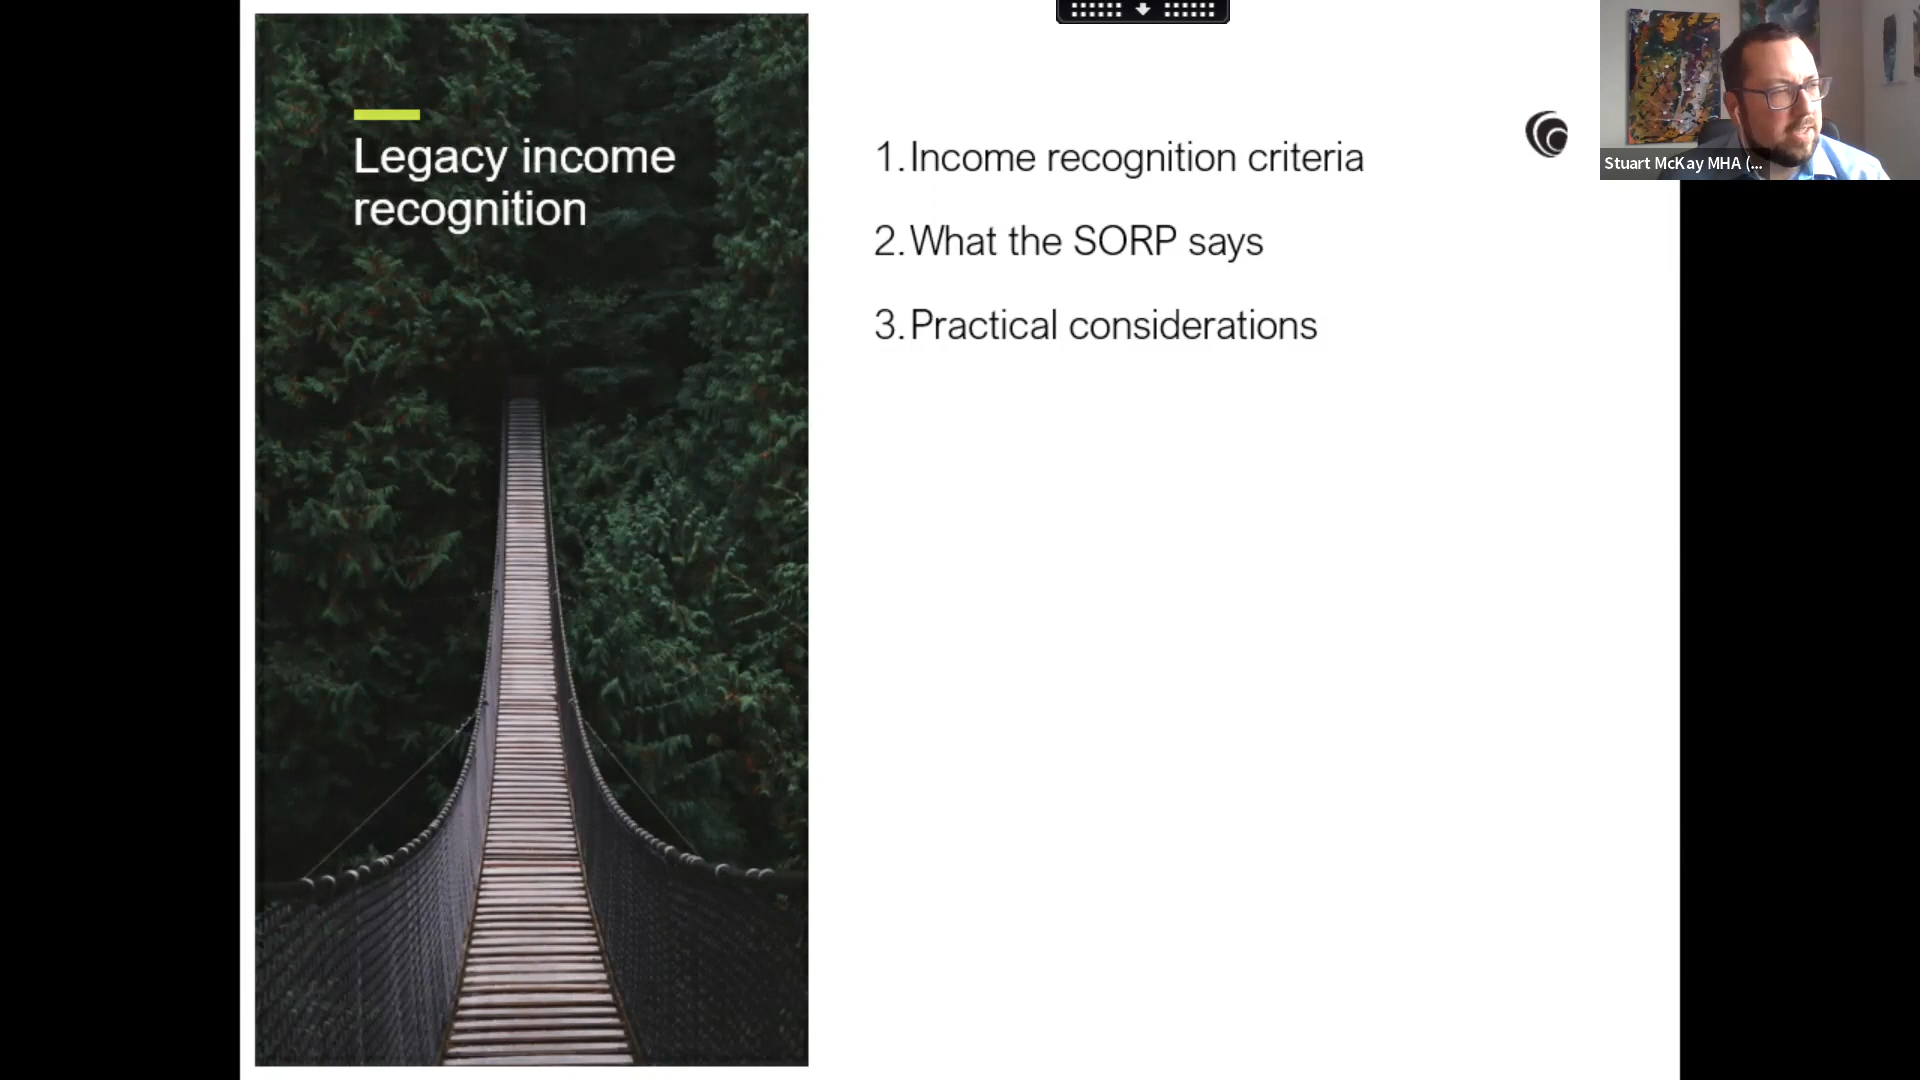 Legacy income
recognition
1. Income recognition criteria
2. What the SORP says
3. Practical considerations
Stuart McKay MHA (...